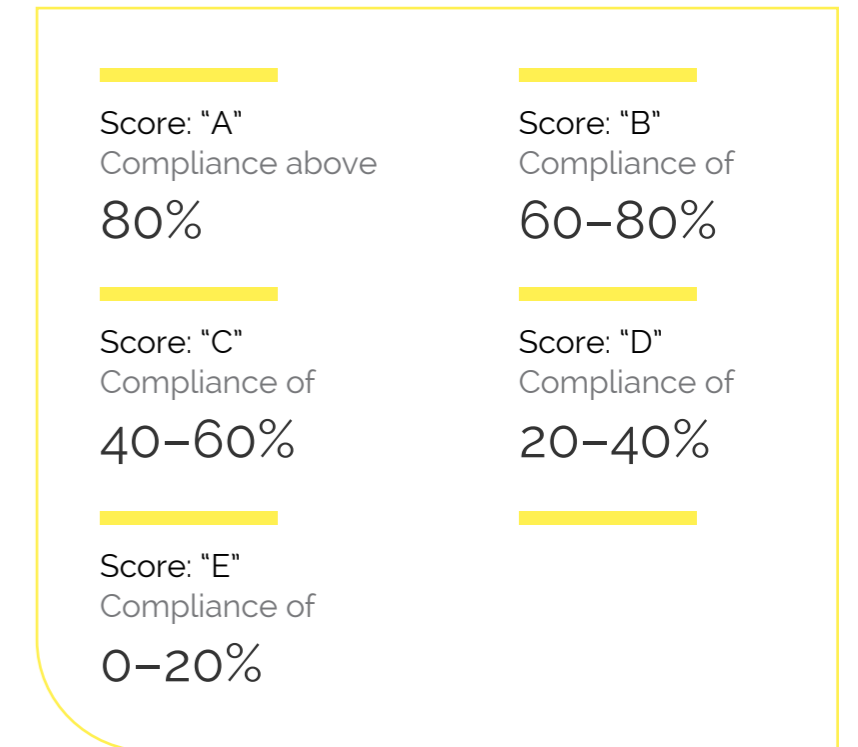 Score: “A”
Compliance above
80%
Score: “B”
Compliance of
60–80%
Score: “C”
Compliance of
40–60%
Score: “D”
Compliance of
20–40%
Score: “E”
Compliance of
0–20%